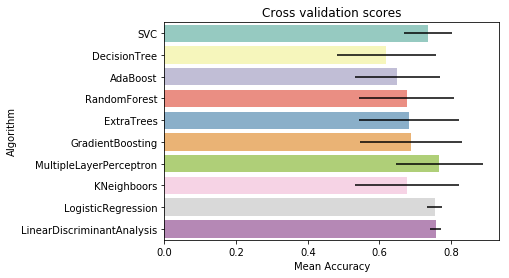 Cross validation scores
Algorithm
SVC
DecisionTree
AdaBoost
RandomForest
ExtraTrees
GradientBoosting
MultipleLayerPerceptron
KNeighboors
LogisticRegression
LinearDiscriminantAnalysis
0.0 0.2 0.4 0.6 0.8
Mean Accuracy